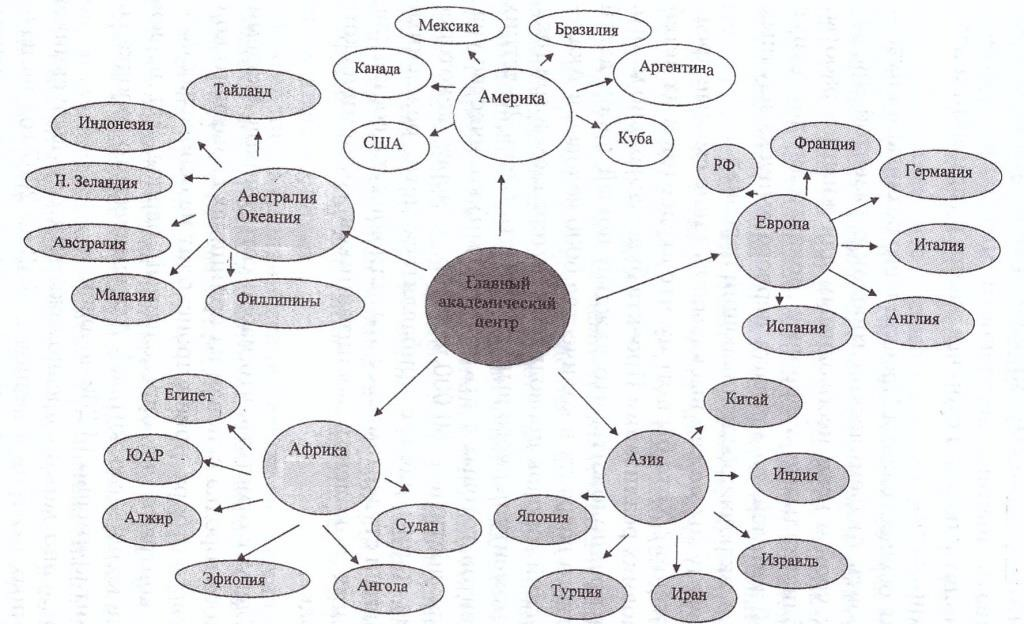 Мексика
Бразилия
Канада
Америка
Аргентина
США
Куба
Тайланд
Индонезия
Н. Зеландия
Австралия
Океания
Австралия
Малазия
Филлипины
РФ
Франция
Германия
Европа
Италия
Испания
Англия
Главный
академический
центр
Египет
ЮАР
Африка
Алжир
Судан
Эфиопия
Ангола
Китай
Азия
Индия
Япония
Израиль
Турция
Иран